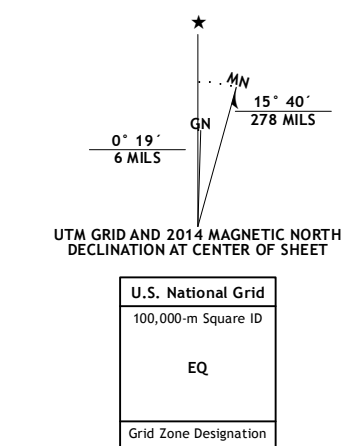 ★
MN
15° 40´
278 MILS
GN
0° 19´
6 MILS
UTM GRID AND 2014 MAGNETIC NORTH
DECLINATION AT CENTER OF SHEET
U.S. National Grid
100,000-m Square ID
EQ
Grid Zone Designation